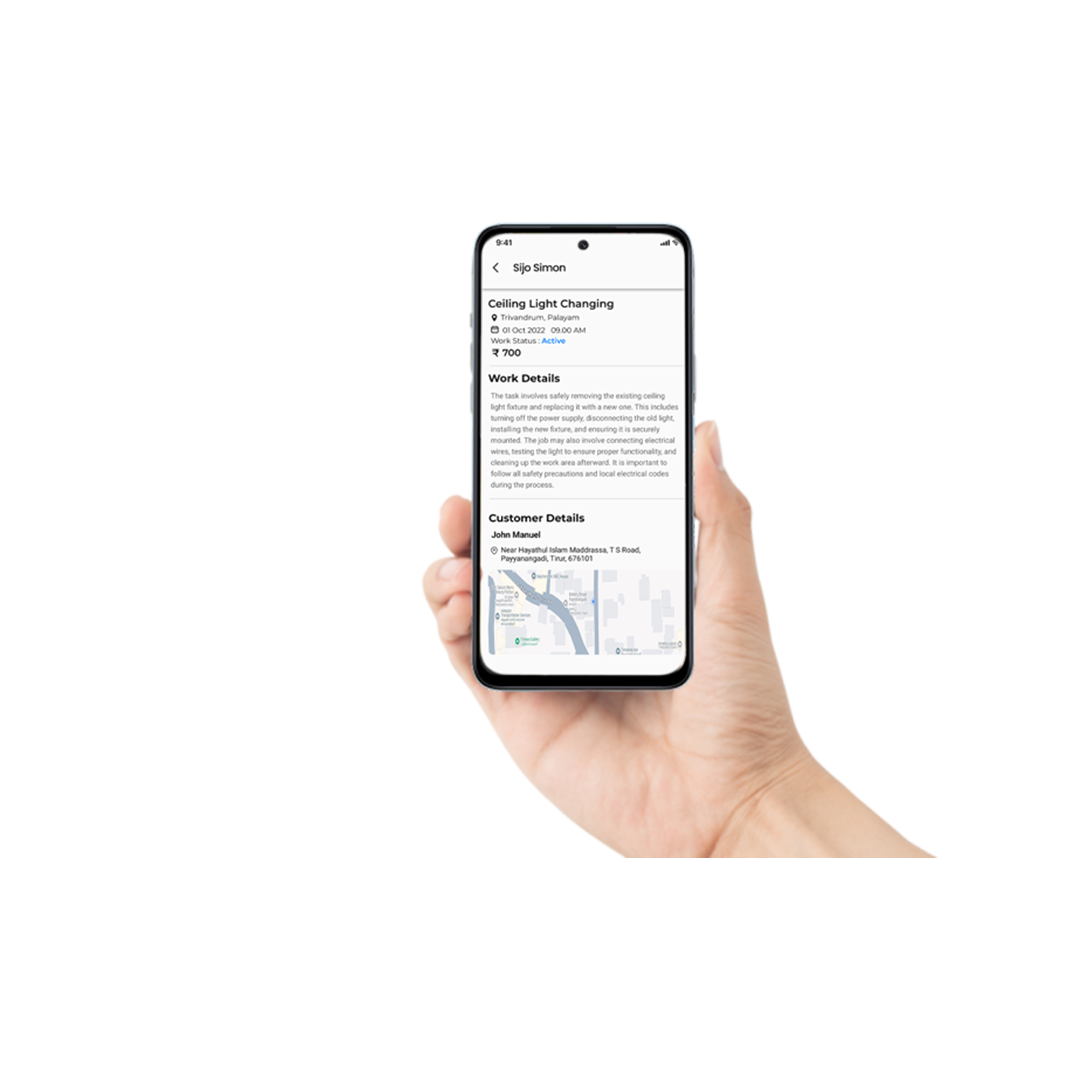 9:41
Sijo Simon
Ceiling Light Changing
Trivandrum, Palayam
01 Oct 2022 09.00 AM
Work Status : Active
₹ 700
Work Details
The task involves safely removing the existing ceiling
light fixture and replacing it with a new one. This includes
turning off the power supply, disconnecting the old light,
installing the new fixture, and ensuring it is securely
mounted. The job may also involve connecting electrical
wires, testing the light to ensure proper functionality, and
cleaning up the work area afterward. It is important to
follow all safety precautions and local electrical codes
during the process.
Customer Details
John Manuel
Near Hayathul Islam Maddrassa, T S Road,
Payyanangadi, Tirur, 676101